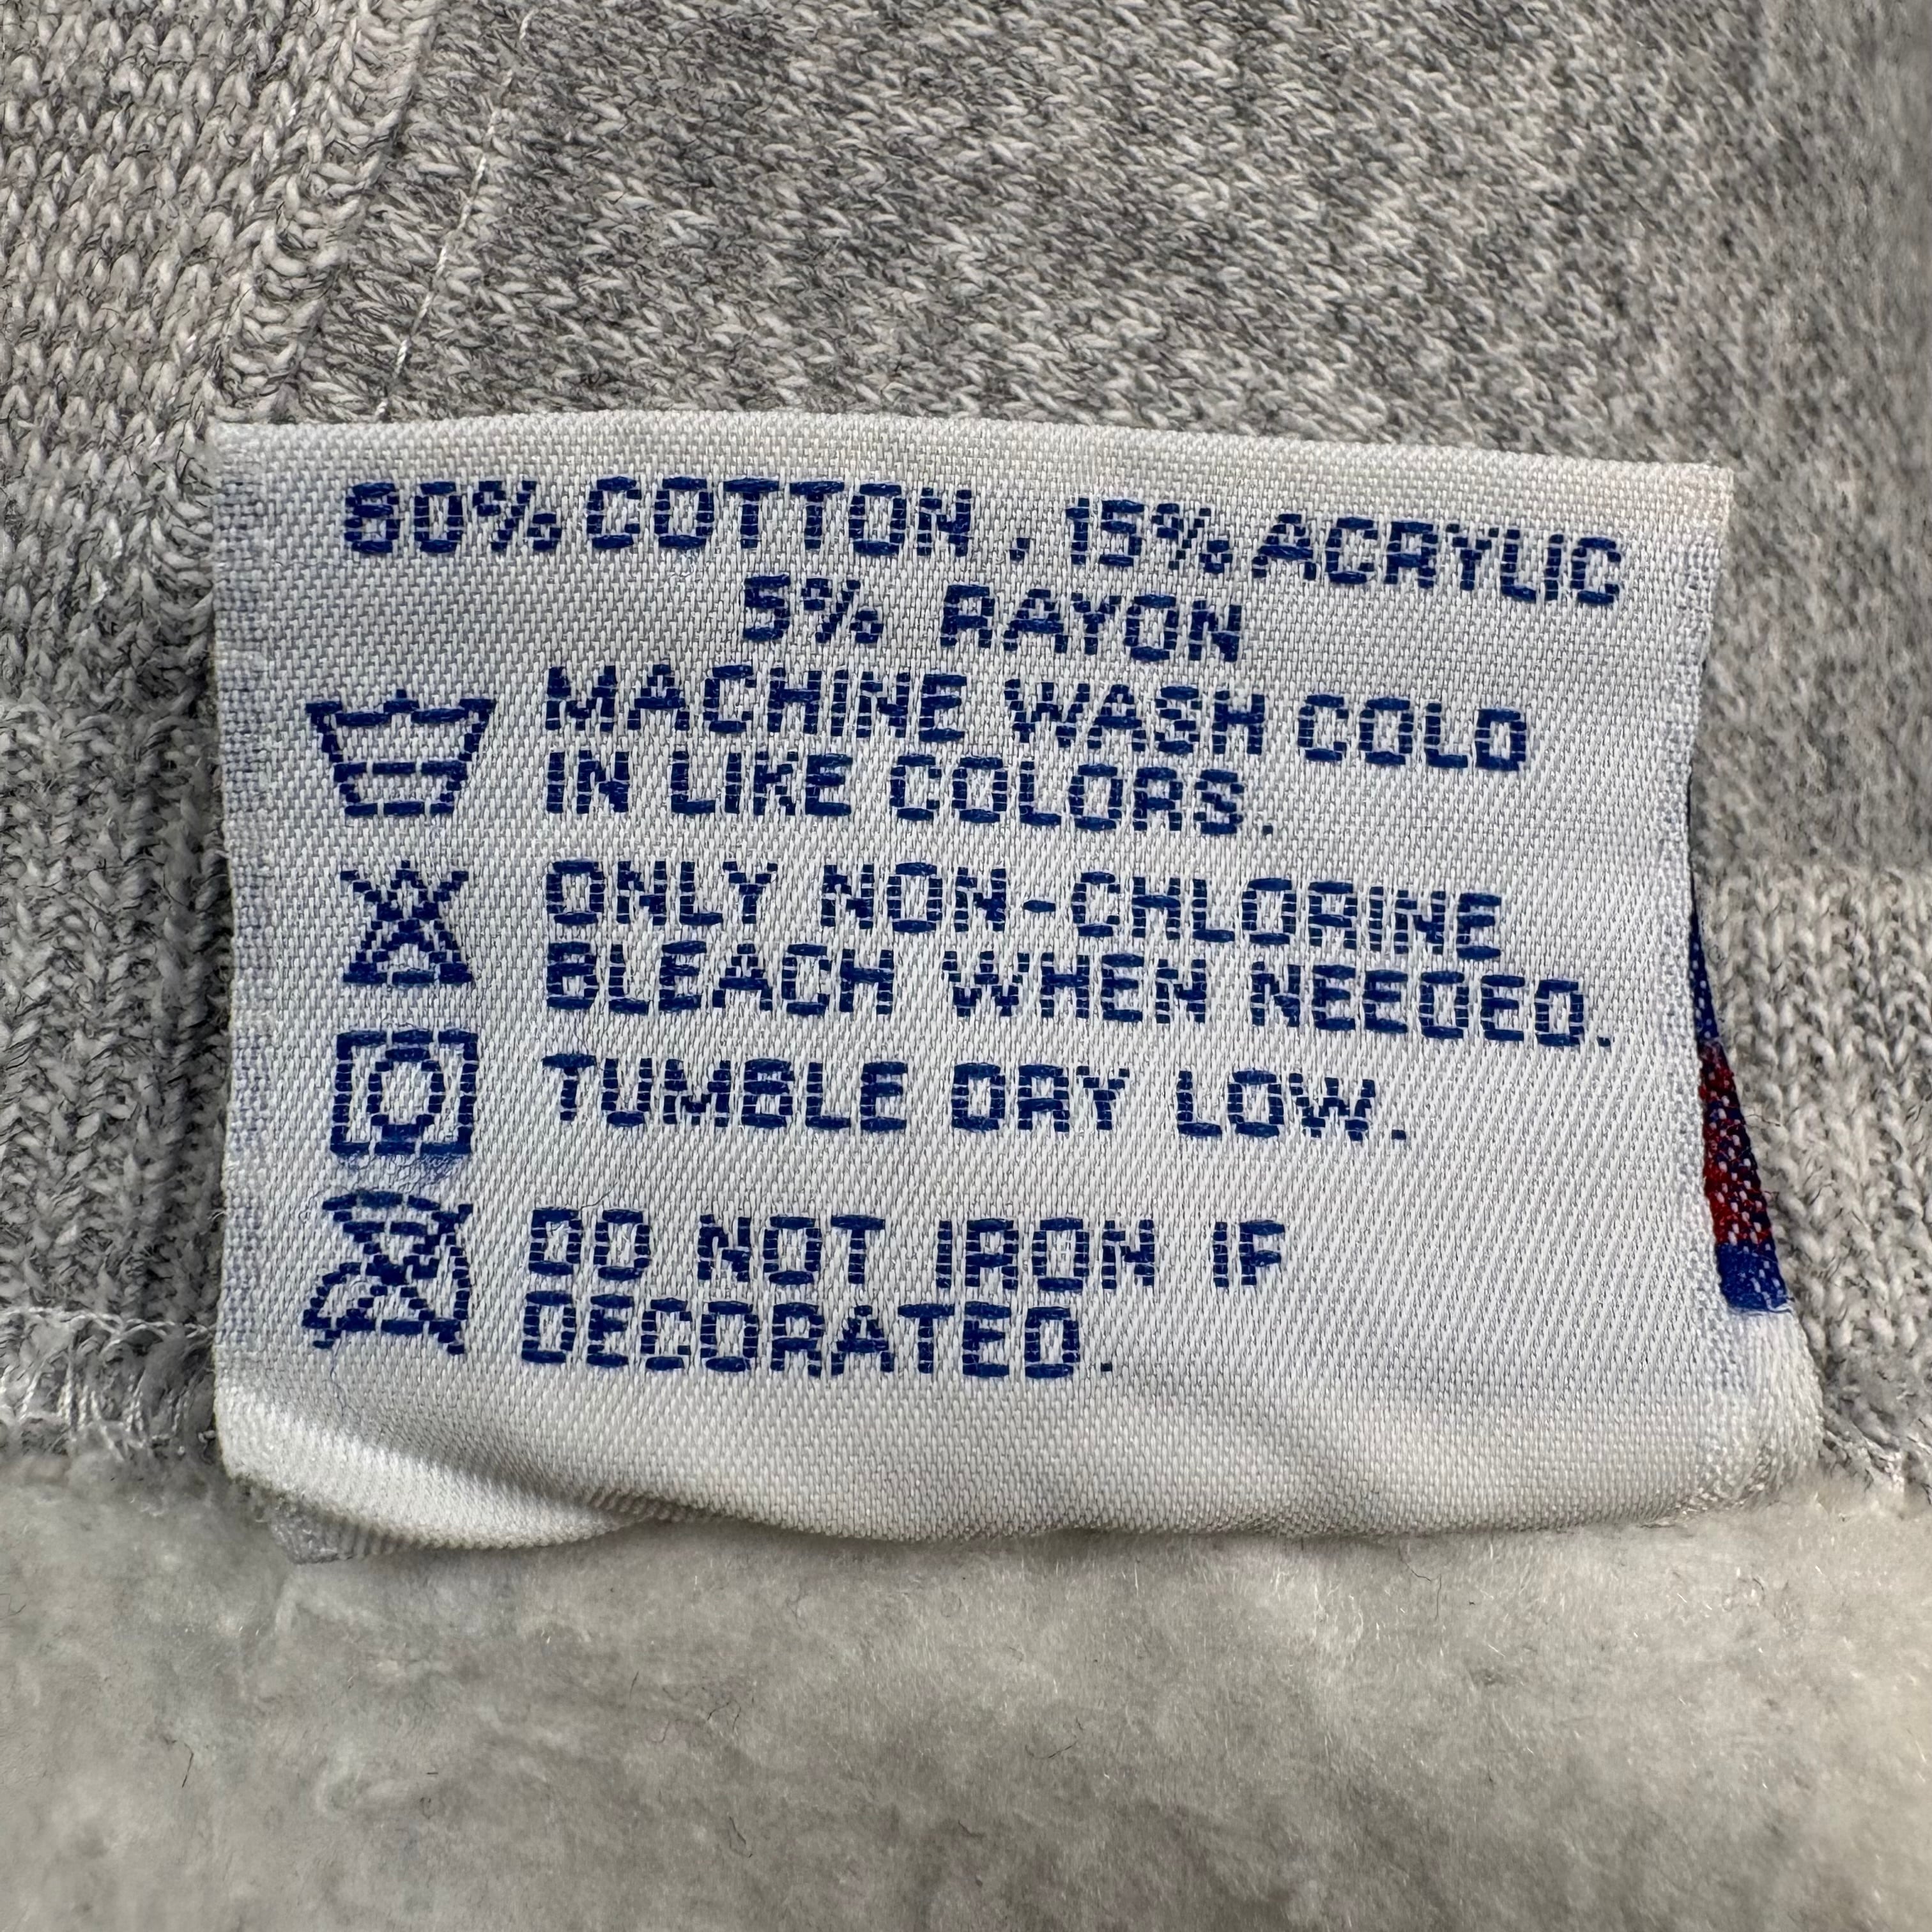 80% COTTON , 15% ACRYLIC
5% RAYON
MACHINE WASH COLD
IN LIKE COLORS.
ONLY NON-CHLORINE
BLEACH WHEN NEEDED.
TUMBLE DRY LOW.
DO NOT IRON IF
DECORATED.